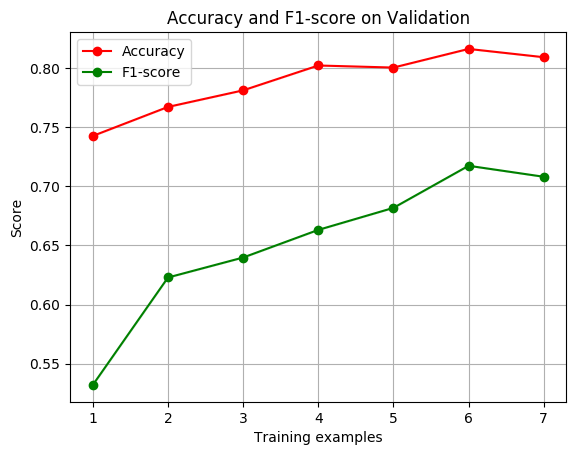 Accuracy and F1-score on Validation
Accuracy
F1-score
Score
0.80
0.75
0.70
0.65
0.60
0.55
1 2 3 4 5 6 7
Training examples